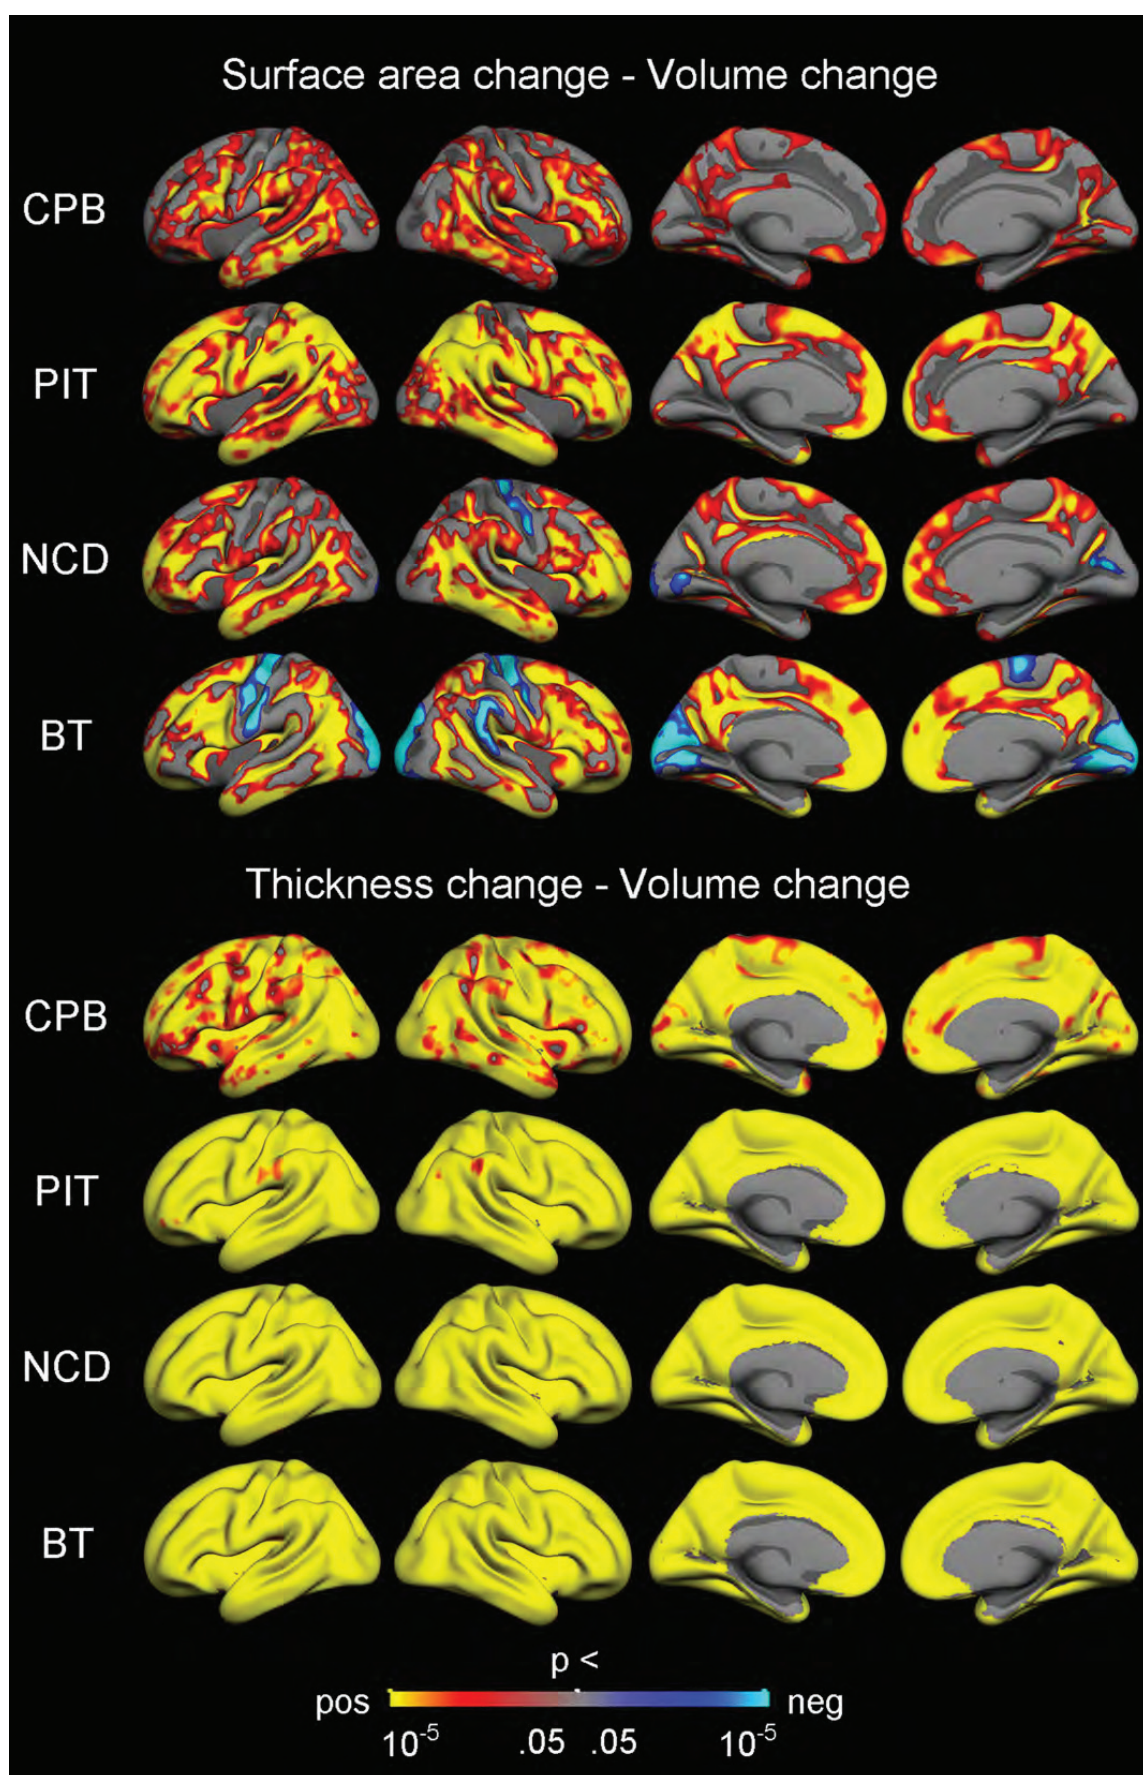 Surface area change - Volume change
CPB
PIT
NCD
BT
Thickness change - Volume change
CPB
PIT
NCD
BT
p <
pos neg
10-5 .05 .05 10-5